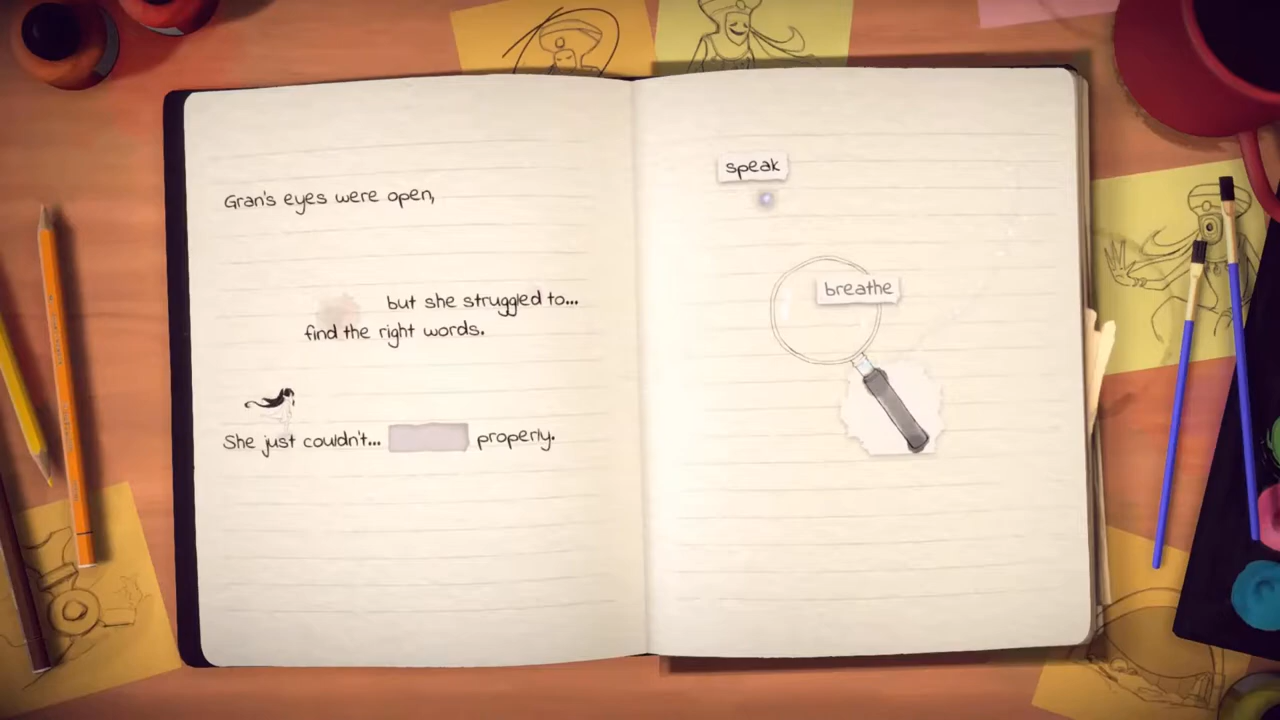 Gran's eyes were open,
but she struggled to...
find the right words.
She just couldn't... properly.
speak
breathe